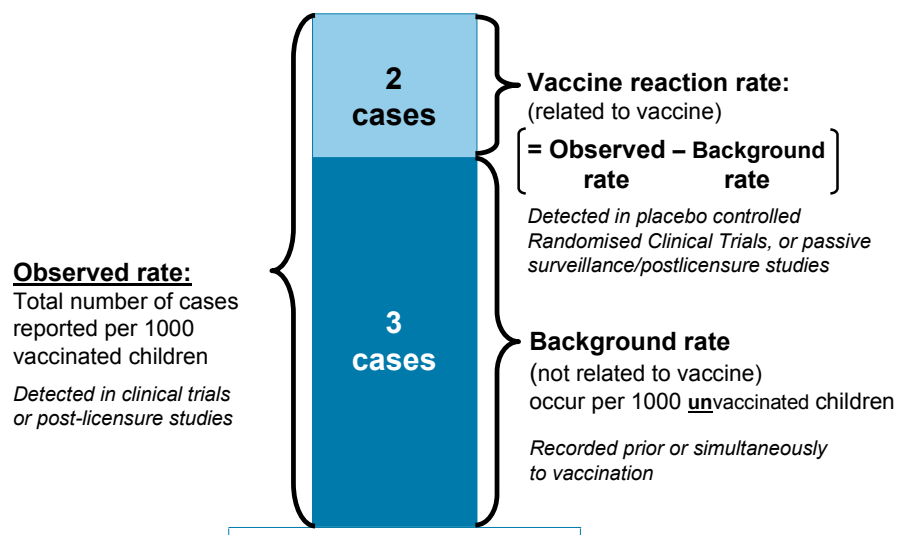 2
cases
Vaccine reaction rate:
(related to vaccine)
= Observed – Background
rate rate
Detected in placebo controlled
Randomised Clinical Trials, or passive
surveillance/postlicensure studies
Observed rate:
Total number of cases
reported per 1000
vaccinated children
Detected in clinical trials
or post-licensure studies
3
cases
Background rate
(not related to vaccine)
occur per 1000 unvaccinated children
Recorded prior or simultaneously
to vaccination